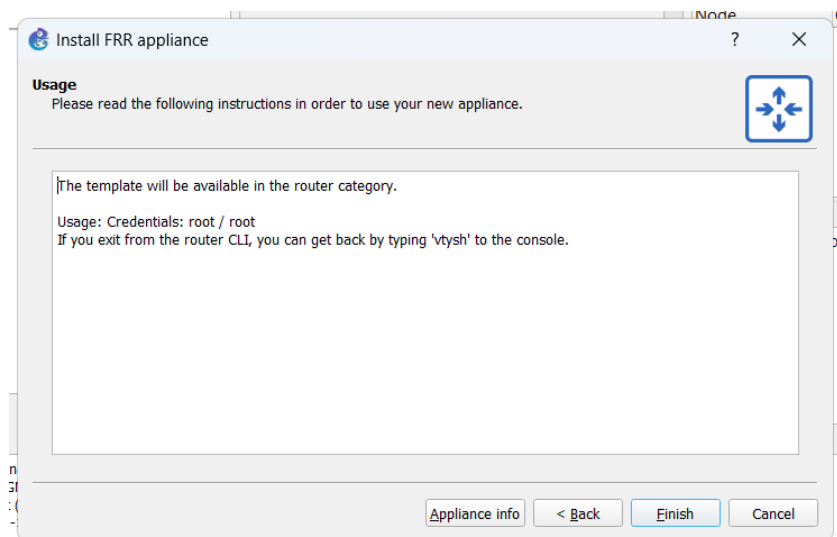 Node
Install FRR appliance
?
Usage
Please read the following instructions in order to use your new appliance.
The template will be available in the router category.
Usage: Credentials: root / root
If you exit from the router CLI, you can get back by typing 'vtysh' to the console.
Appliance info
< Back
Finish
Cancel